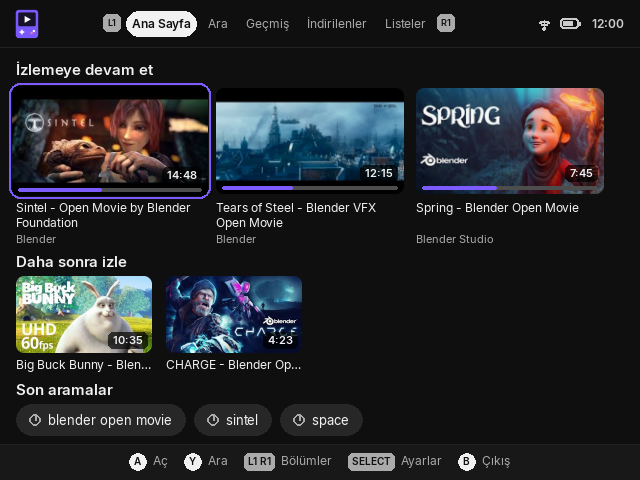 L1 Ana Sayfa Ara Geçmiş İndirilenler Listeler R1 12:00
İzlemeye devam et
SINTEL
14:48
12:15
SPRING
blender
7:45
Sintel - Open Movie by Blender
Foundation
Blender
Tears of Steel - Blender VFX
Open Movie
Blender
Spring - Blender Open Movie
Blender Studio
Daha sonra izle
Big Buck
BUNNY
UHD
60fps
10:35
blender
CHARGE
4:23
Big Buck Bunny - Blen...
CHARGE - Blender Op...
Son aramalar
blender open movie
sintel
space
A Aç Y Ara L1 R1 Bölümler SELECT Ayarlar B Çıkış